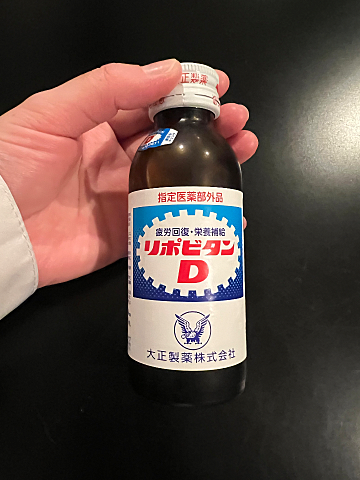 正製薬
指定医薬部外品
疲労回復・栄養補給
リポビタン
D
大正製薬株式会社